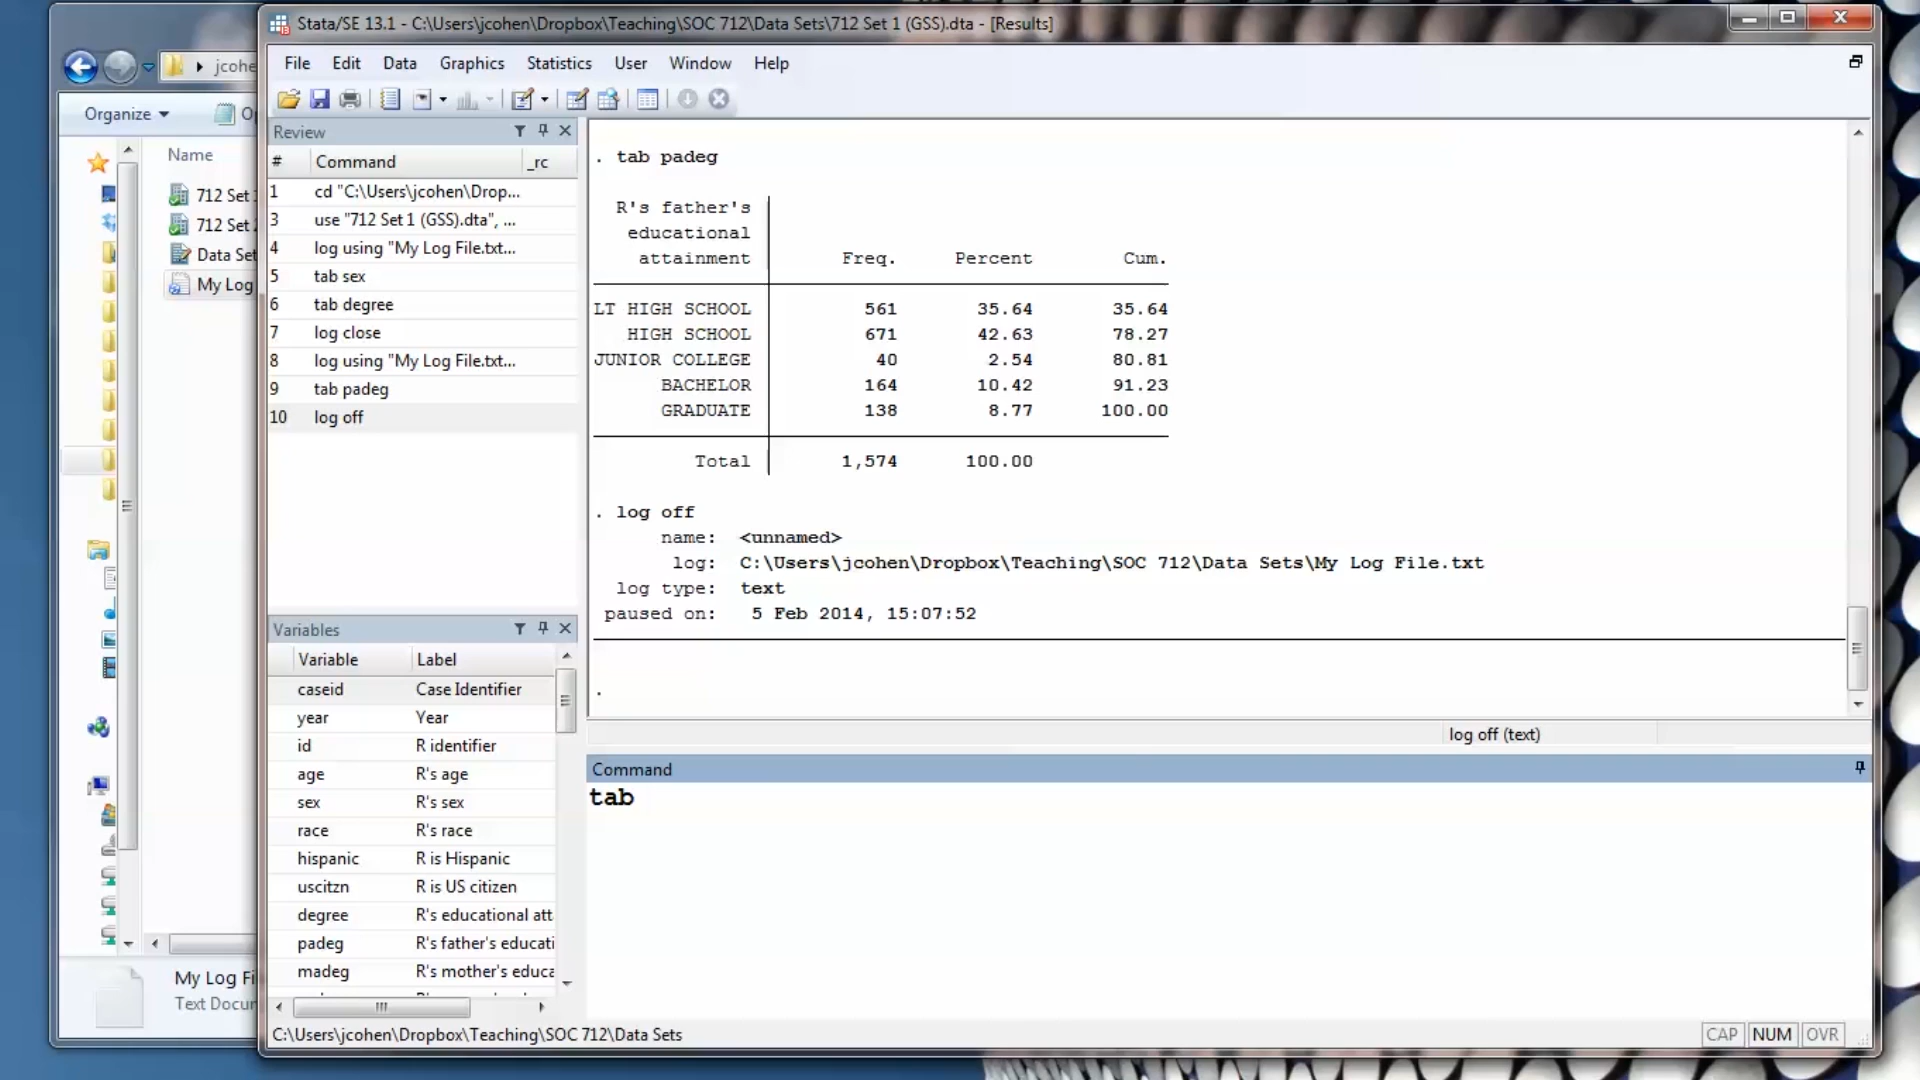 Stata/SE 13.1 - C:\Users\jcohen\Dropbox\Teaching\SOC 712\Data Sets\712 Set 1 (GSS).dta - [Results]
File Edit Data Graphics Statistics User Window Help
jcohe
Organize
Name
712 Set
712 Set
Data Set
My Log
My Log Fi
Text Docur
Review
# Command _rc
1 cd "C:\Users\jcohen\Drop...
3 use "712 Set 1 (GSS).dta", ...
4 log using "My Log File.txt...
5 tab sex
6 tab degree
7 log close
8 log using "My Log File.txt...
9 tab padeg
10 log off
Variables
Variable Label
caseid Case Identifier
year Year
id R identifier
age R's age
sex R's sex
race R's race
hispanic R is Hispanic
uscitzn R is US citizen
degree R's educational att
padeg R's father's educati
madeg R's mother's educa
. tab padeg
R's father's
educational
attainment Freq. Percent Cum.
LT HIGH SCHOOL 561 35.64 35.64
HIGH SCHOOL 671 42.63 78.27
JUNIOR COLLEGE 40 2.54 80.81
BACHELOR 164 10.42 91.23
GRADUATE 138 8.77 100.00
Total 1,574 100.00
. log off
name: <unnamed>
log: C:\Users\jcohen\Dropbox\Teaching\SOC 712\Data Sets\My Log File.txt
log type: text
paused on: 5 Feb 2014, 15:07:52
.
log off (text)
Command
tab
C:\Users\jcohen\Dropbox\Teaching\SOC 712\Data Sets
CAP NUM OVR